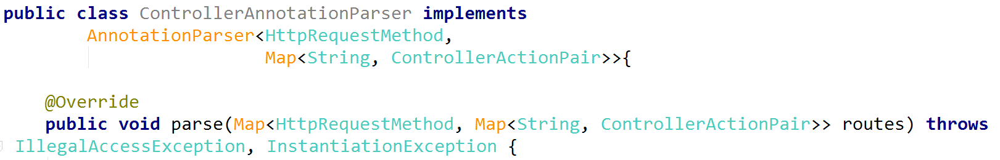 public class ControllerAnnotationParser implements
AnnotationParser<HttpRequestMethod,
Map<String, ControllerActionPair>>{
@Override
public void parse(Map<HttpRequestMethod, Map<String, ControllerActionPair>> routes) throws
IllegalAccessException, InstantiationException {